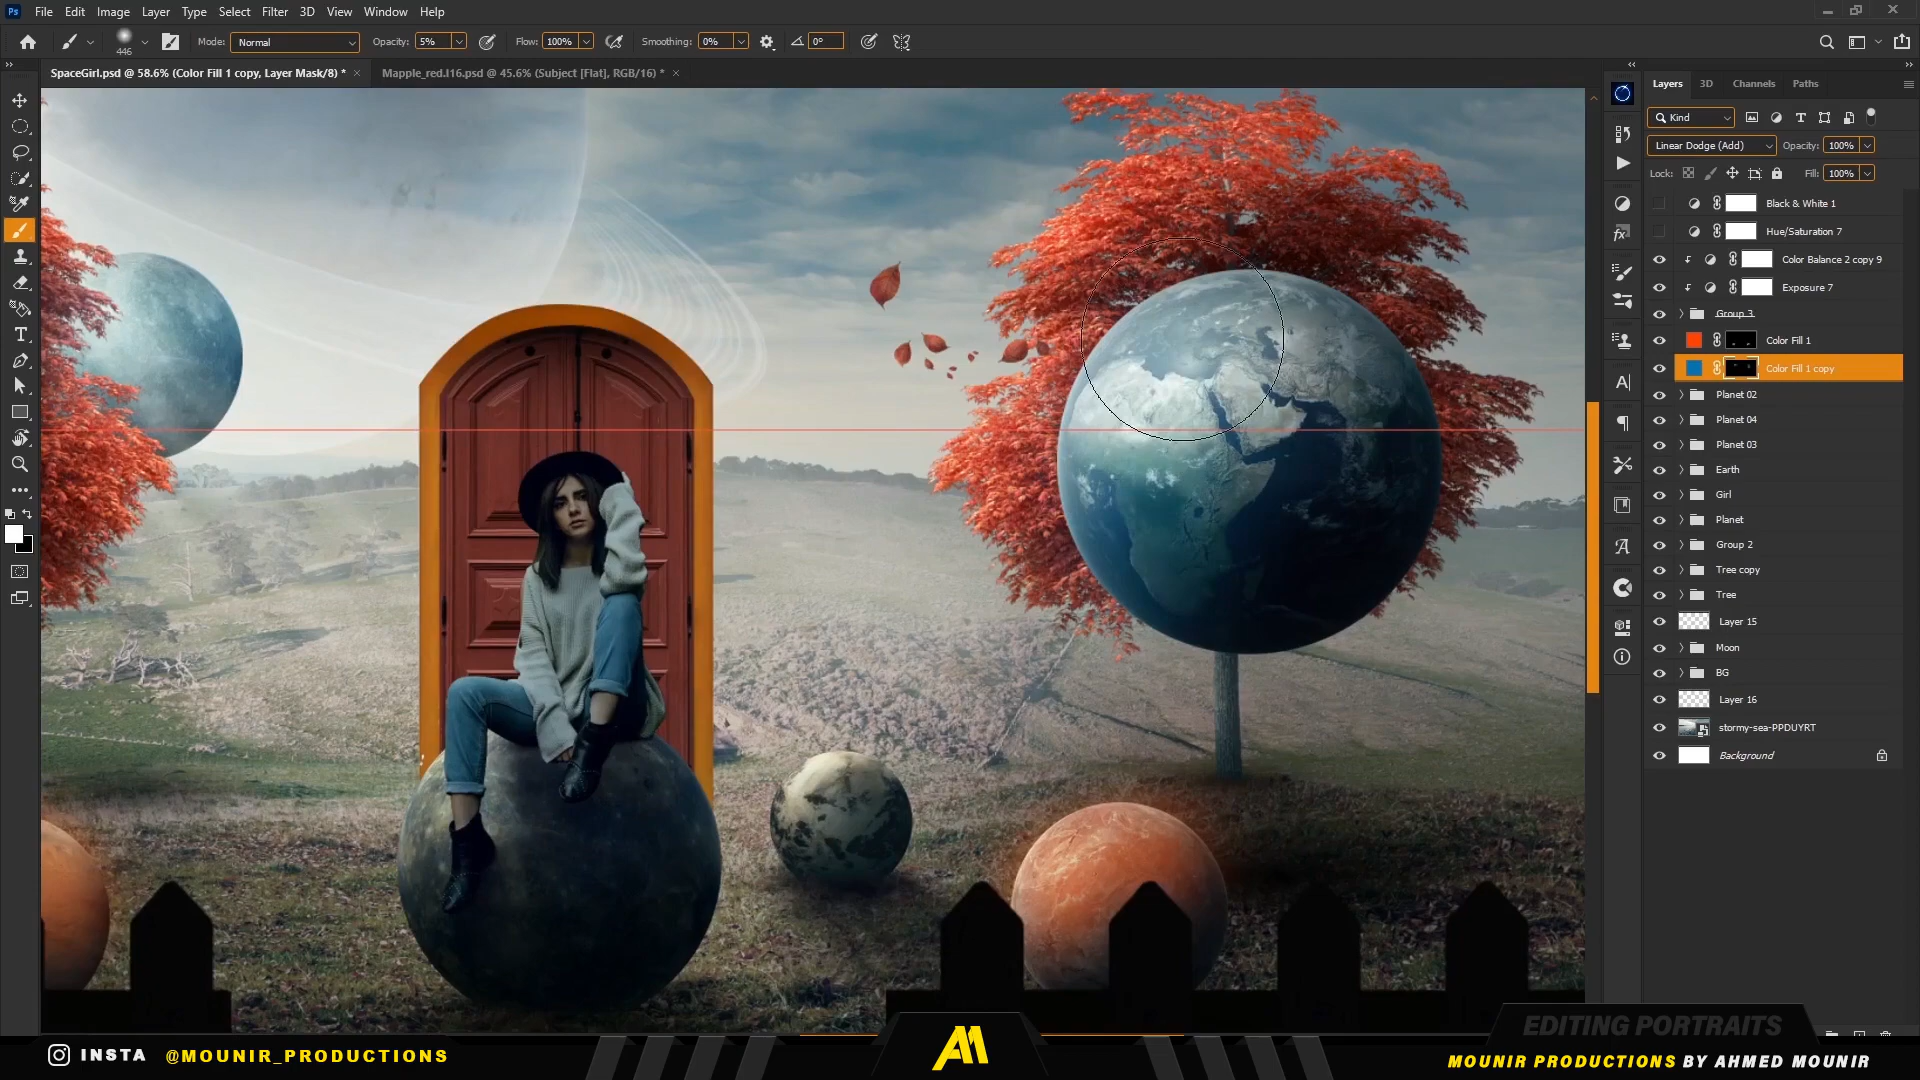 Ps File Edit Image Layer Type Select Filter 3D View Window Help
446 Mode: Normal Opacity: 5% Flow: 100% Smoothing: 0% 0°
SpaceGirl.psd @ 58.6% (Color Fill 1 copy, Layer Mask/8) * × Mapple_red.l16.psd @ 45.6% (Subject [Flat], RGB/16) * ×
Layers 3D Channels Paths
Kind
Linear Dodge (Add) Opacity: 100%
Lock: Fill: 100%
Black & White 1
Hue/Saturation 7
Color Balance 2 copy 9
Exposure 7
Group 3
Color Fill 1
Color Fill 1 copy
Planet 02
Planet 04
Planet 03
Earth
Girl
Planet
Group 2
Tree copy
Tree
Layer 15
Moon
BG
Layer 16
stormy-sea-PPDUYRT
Background
EDITING PORTRAITS
INSTA @MOUNIR_PRODUCTIONS
AM
MOUNIR PRODUCTIONS BY AHMED MOUNIR